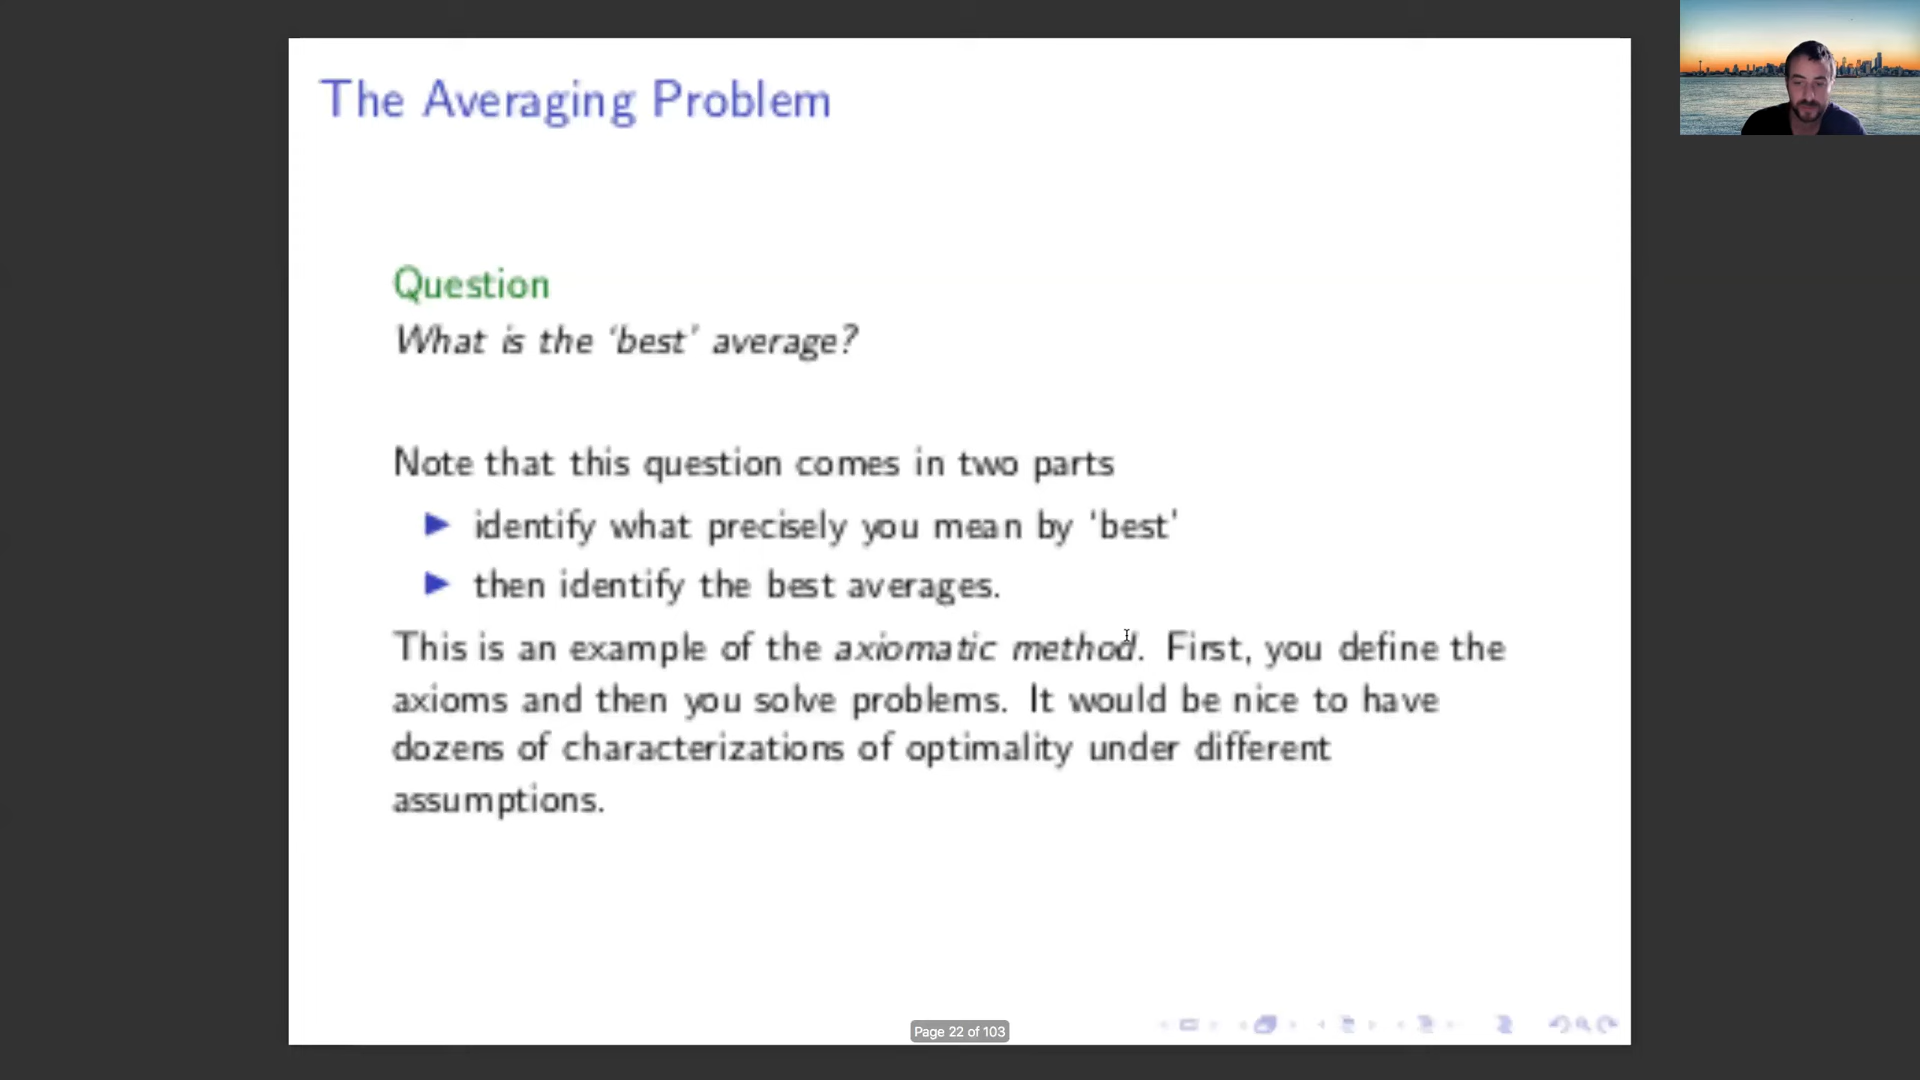 The Averaging Problem
Question
What is the ‘best’ average?
Note that this question comes in two parts
identify what precisely you mean by ‘best’
then identify the best averages.
This is an example of the axiomatic method. First, you define the
axioms and then you solve problems. It would be nice to have
dozens of characterizations of optimality under different
assumptions.
Page 22 of 103